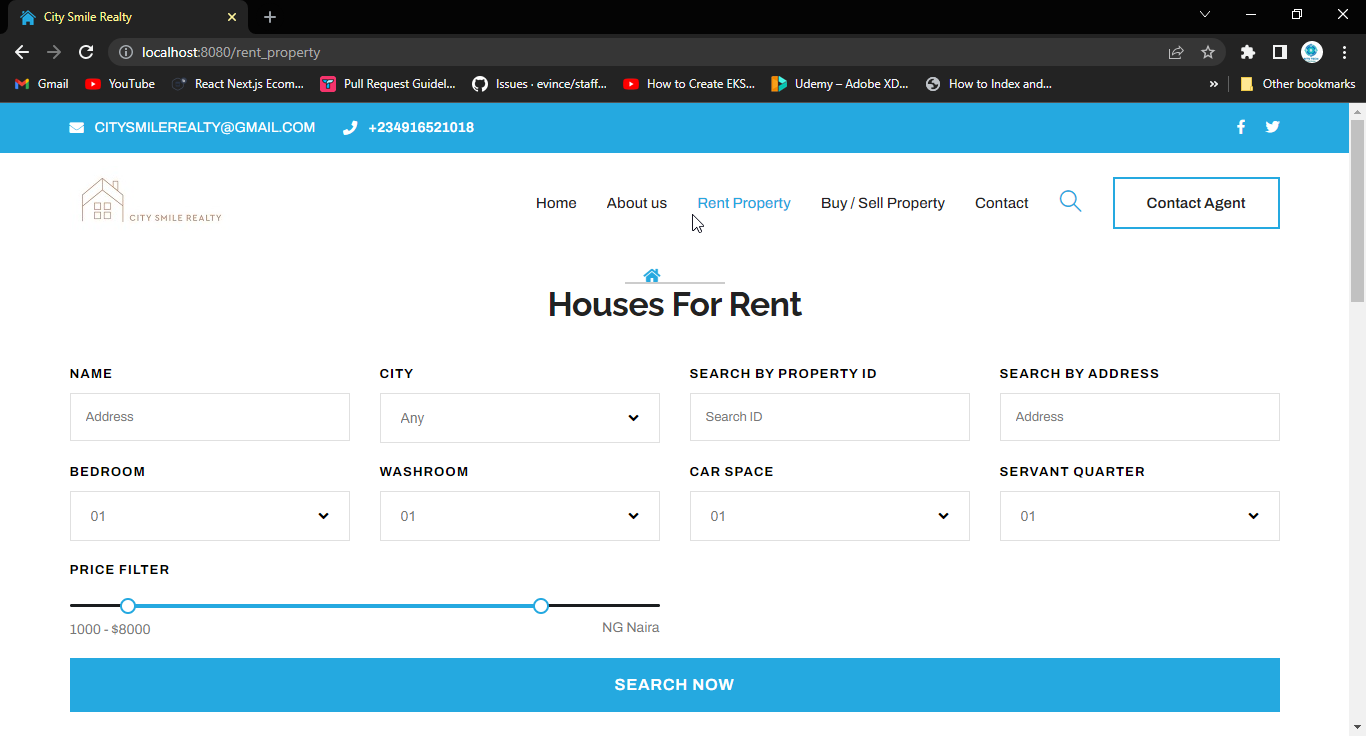 City Smile Realty
localhost:8080/rent_property
Gmail YouTube React Next.js Ecom... Pull Request Guidel... Issues · evince/staff... How to Create EKS... Udemy – Adobe XD... How to Index and... » Other bookmarks
CITYSMILEREALTY@GMAIL.COM +234916521018
CITY SMILE REALTY
Home About us Rent Property Buy / Sell Property Contact Contact Agent
Houses For Rent
NAME CITY SEARCH BY PROPERTY ID SEARCH BY ADDRESS
Address Any Search ID Address
BEDROOM WASHROOM CAR SPACE SERVANT QUARTER
01 01 01 01
PRICE FILTER
1000 - $8000 NG Naira
SEARCH NOW